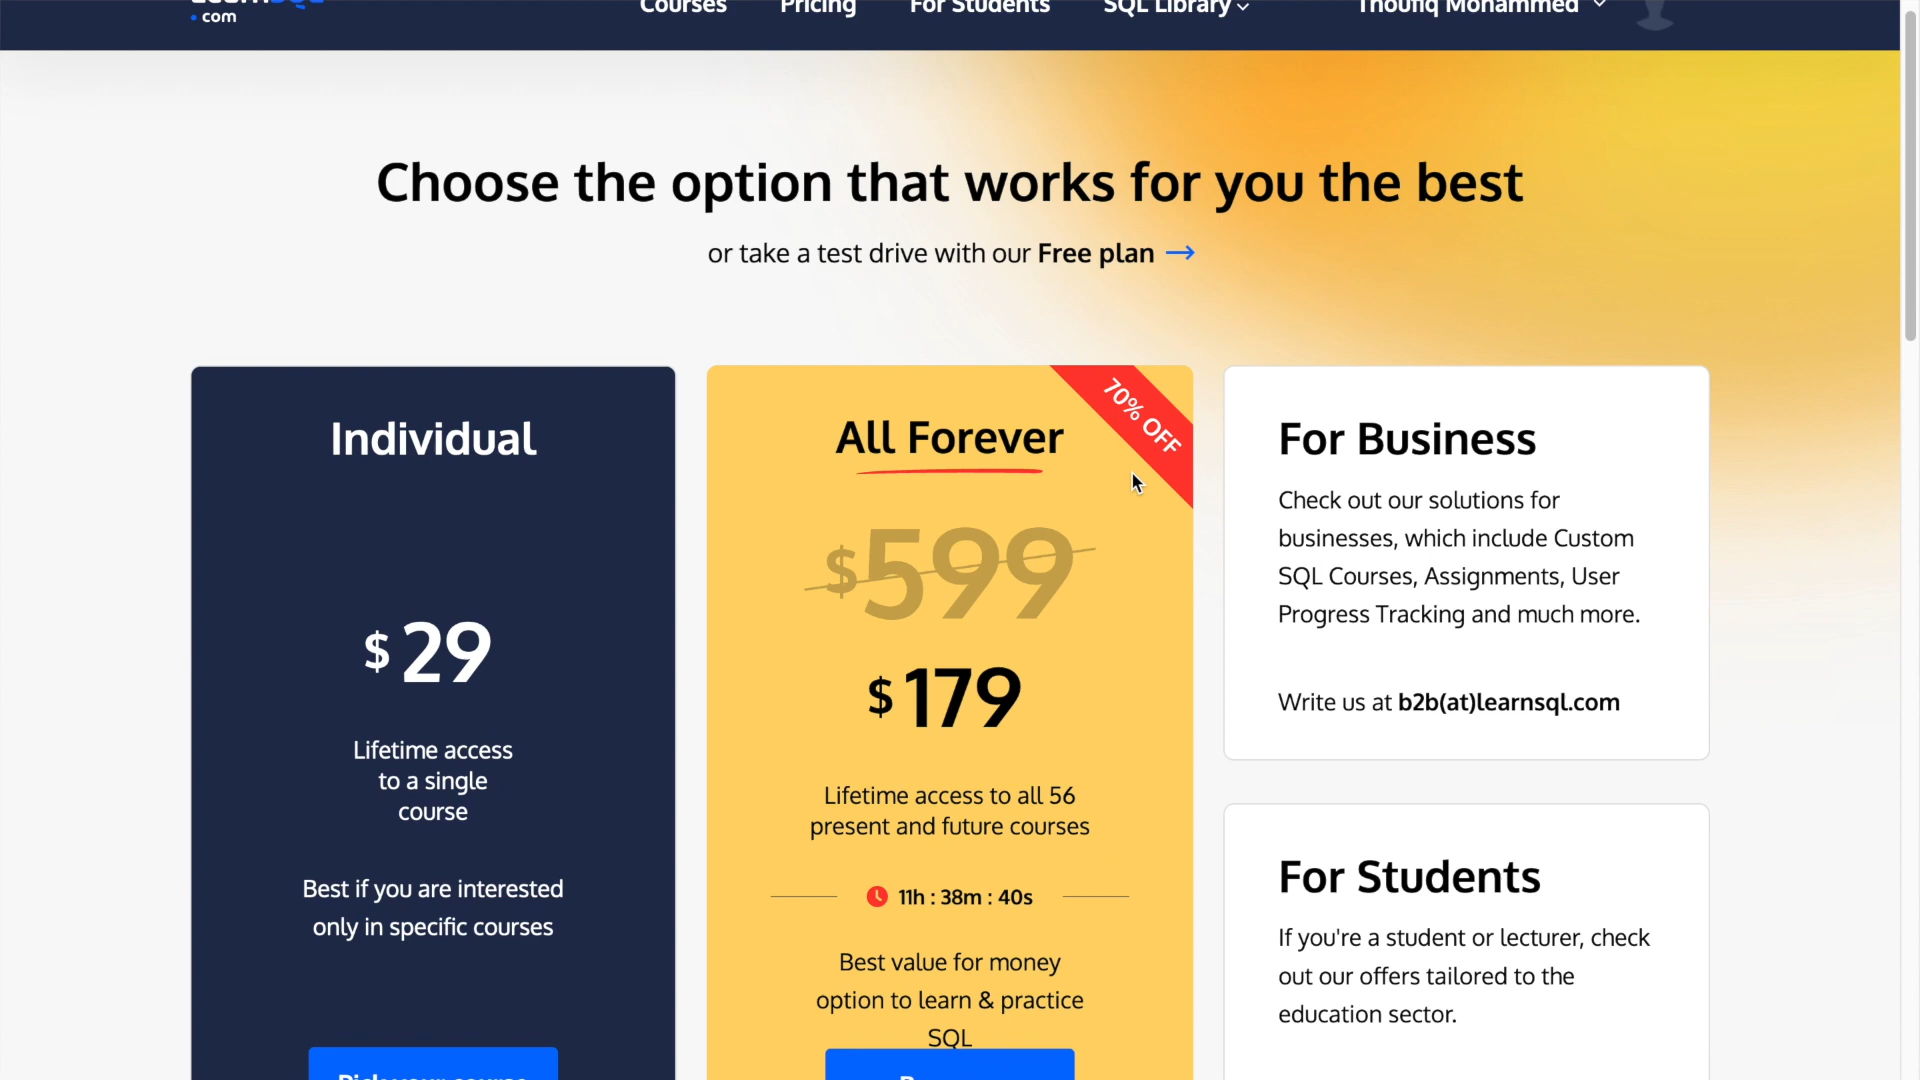 .com
Courses
Pricing
For Students
SQL Library
Thoufiq Mohammed
Choose the option that works for you the best
or take a test drive with our Free plan →
Individual
$29
Lifetime access
to a single
course
Best if you are interested
only in specific courses
Pick your course
70% OFF
All Forever
$599
$179
Lifetime access to all 56
present and future courses
11h : 38m : 40s
Best value for money
option to learn & practice
SQL
For Business
Check out our solutions for
businesses, which include Custom
SQL Courses, Assignments, User
Progress Tracking and much more.
Write us at b2b(at)learnsql.com
For Students
If you're a student or lecturer, check
out our offers tailored to the
education sector.